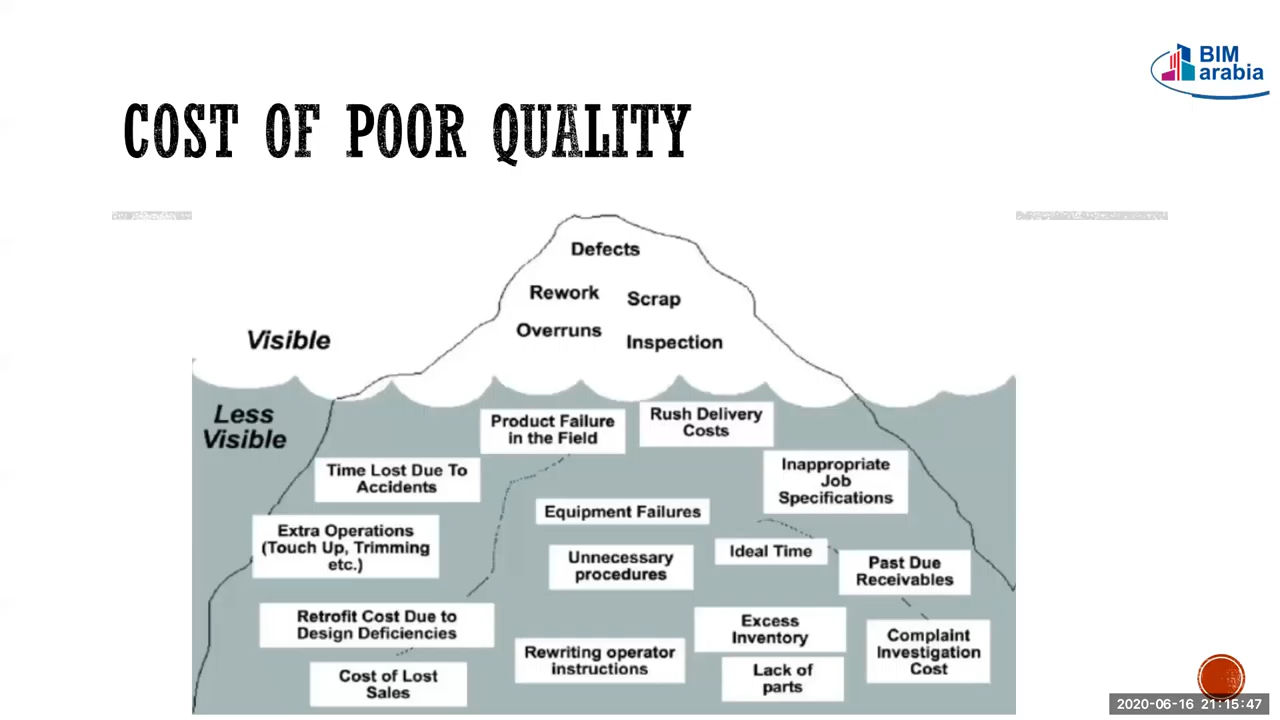 BIM
arabia
COST OF POOR QUALITY
Defects
Rework
Scrap
Overruns
Inspection
Visible
Less
Visible
Product Failure
in the Field
Rush Delivery
Costs
Time Lost Due To
Accidents
Inappropriate
Job
Specifications
Equipment Failures
Extra Operations
(Touch Up, Trimming
etc.)
Unnecessary
procedures
Ideal Time
Past Due
Receivables
Retrofit Cost Due to
Design Deficiencies
Excess
Inventory
Complaint
Investigation
Cost
Rewriting operator
instructions
Lack of
parts
Cost of Lost
Sales
2020-06-16 21:15:47